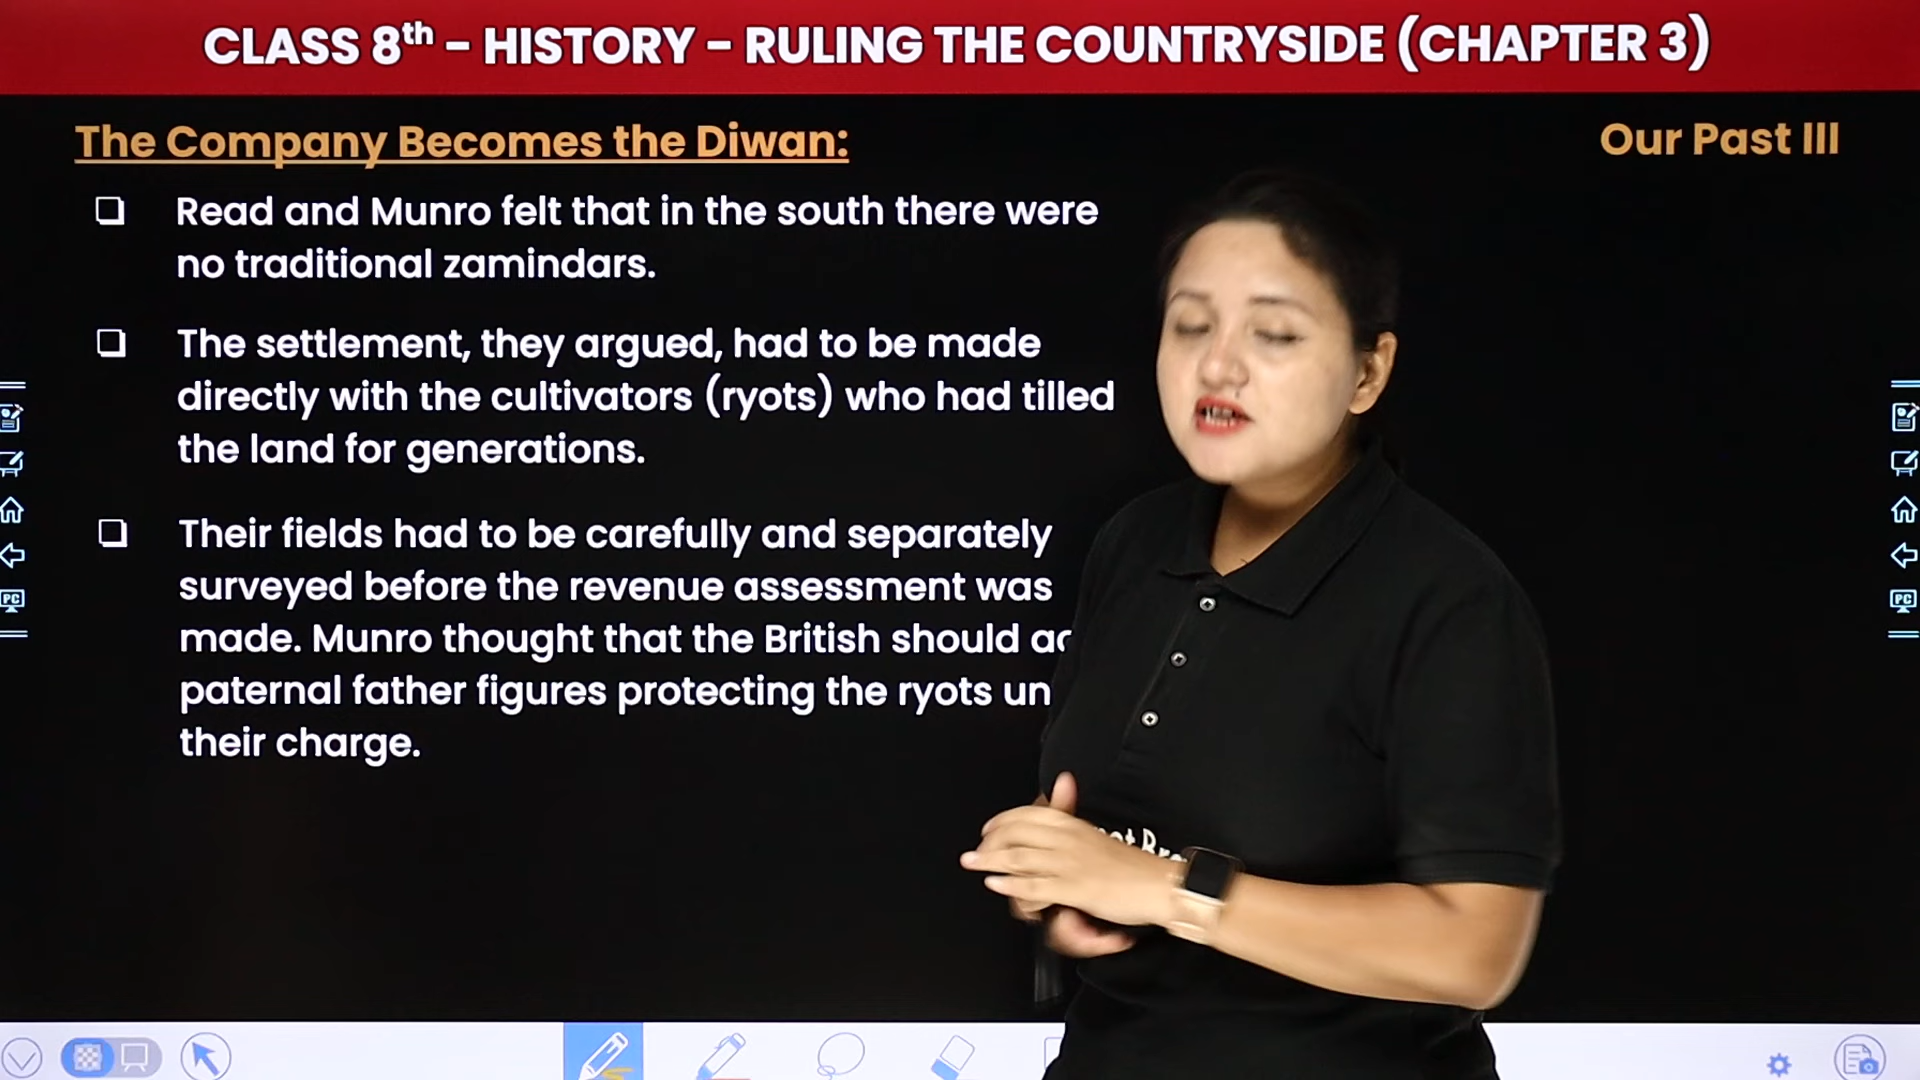 CLASS 8th – HISTORY – RULING THE COUNTRYSIDE (CHAPTER 3)
The Company Becomes the Diwan:
Our Past III
❑ Read and Munro felt that in the south there were
no traditional zamindars.
❑ The settlement, they argued, had to be made
directly with the cultivators (ryots) who had tilled
the land for generations.
❑ Their fields had to be carefully and separately
surveyed before the revenue assessment was
made. Munro thought that the British should
paternal father figures protecting the ryots
their charge.
PC
PC